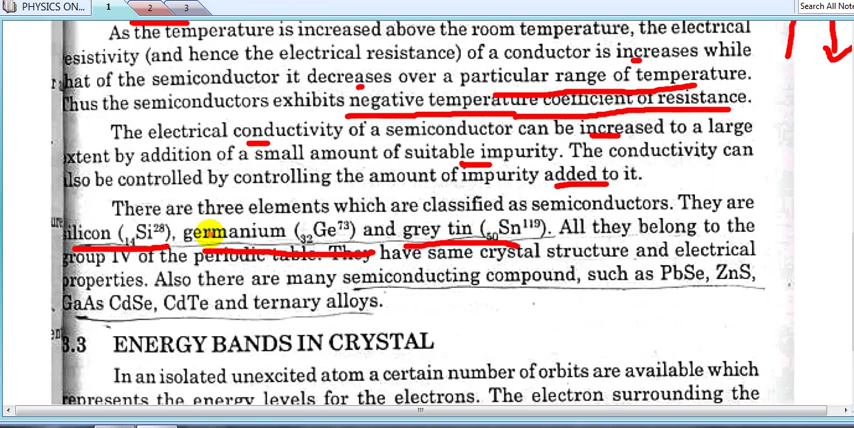 PHYSICS ON...
1
2
3
Search All Note
As the temperature is increased above the room temperature, the electrical
esistivity (and hence the electrical resistance) of a conductor is increases while
hat of the semiconductor it decreases over a particular range of temperature.
Thus the semiconductors exhibits negative temperature coefficient of resistance.
The electrical conductivity of a semiconductor can be increased to a large
extent by addition of a small amount of suitable impurity. The conductivity can
also be controlled by controlling the amount of impurity added to it.
There are three elements which are classified as semiconductors. They are
silicon (₁₄Si²⁸), germanium (₃₂Ge⁷³) and grey tin (₅₀Sn¹¹⁹). All they belong to the
group IV of the periodic table. They have same crystal structure and electrical
properties. Also there are many semiconducting compound, such as PbSe, ZnS,
GaAs CdSe, CdTe and ternary alloys.
3.3 ENERGY BANDS IN CRYSTAL
In an isolated unexcited atom a certain number of orbits are available which
represents the energy levels for the electrons. The electron surrounding the